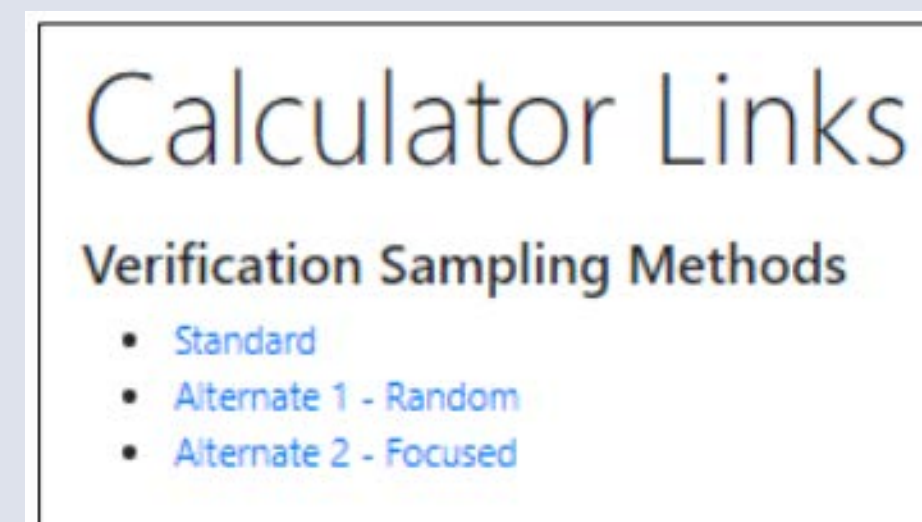 Calculator Links
Verification Sampling Methods
• Standard
• Alternate 1 - Random
• Alternate 2 - Focused